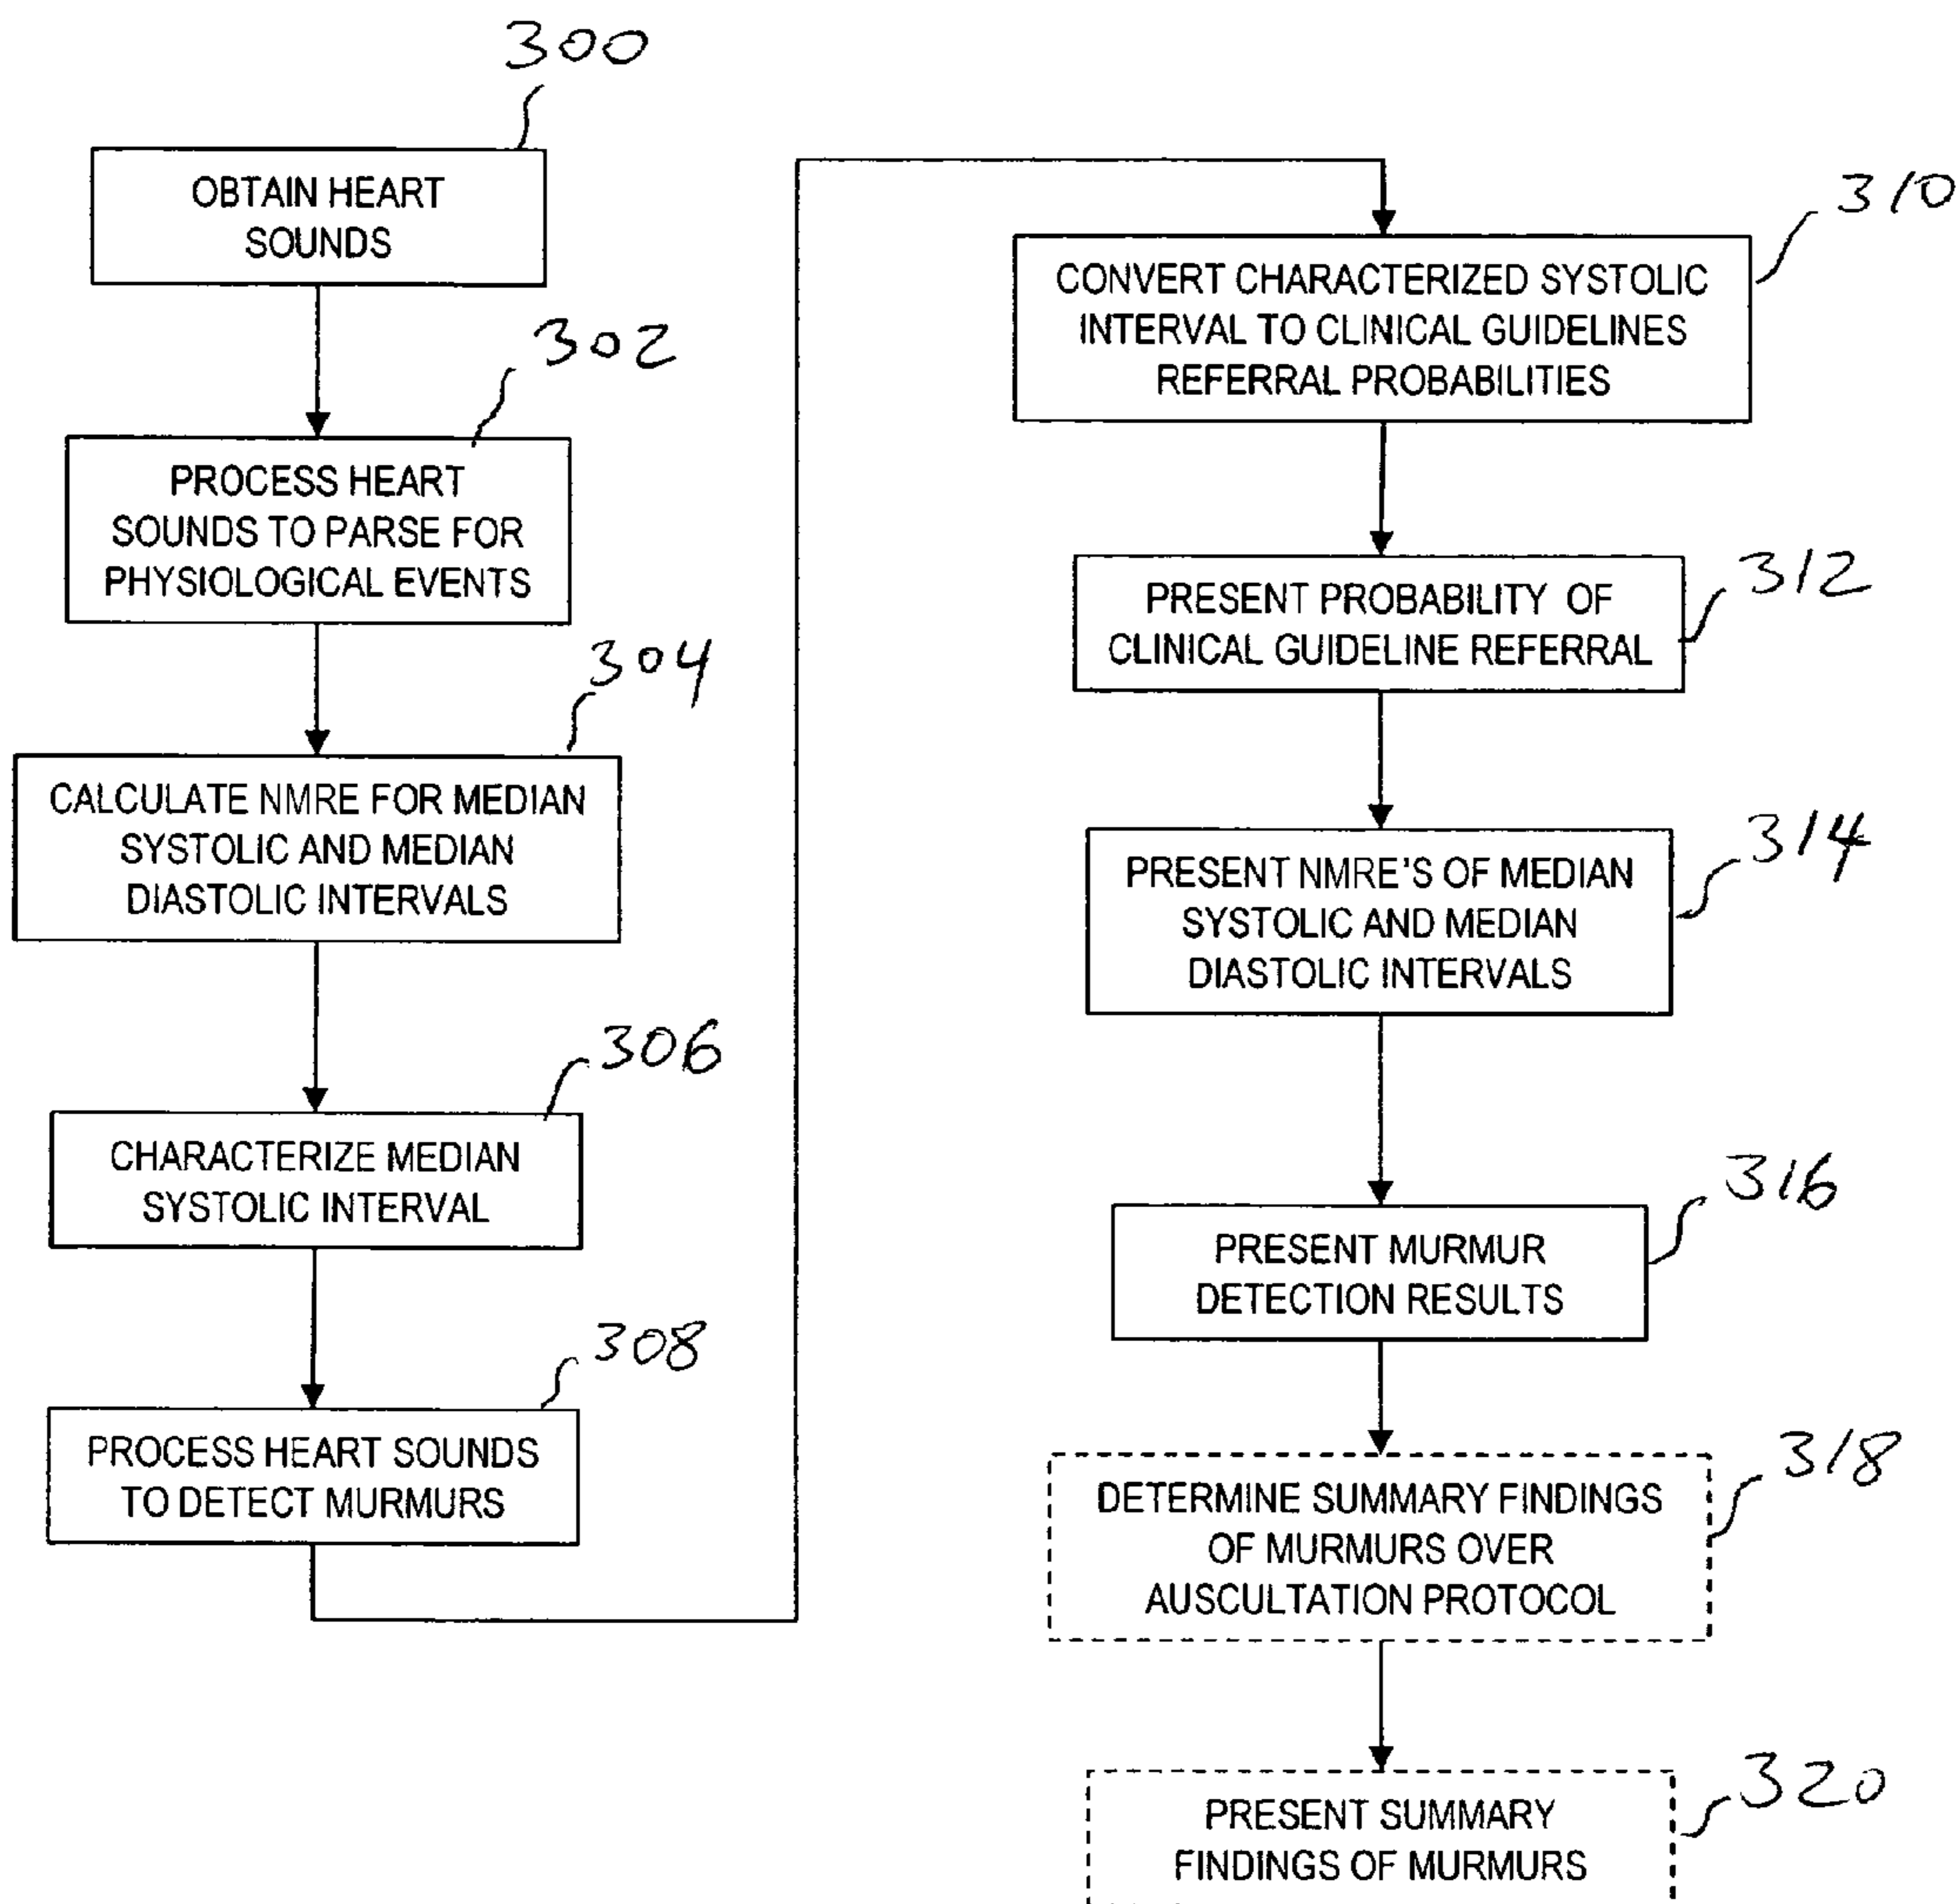 300
OBTAIN HEART
SOUNDS
302
PROCESS HEART
SOUNDS TO PARSE FOR
PHYSIOLOGICAL EVENTS
304
CALCULATE NMRE FOR MEDIAN
SYSTOLIC AND MEDIAN
DIASTOLIC INTERVALS
306
CHARACTERIZE MEDIAN
SYSTOLIC INTERVAL
308
PROCESS HEART SOUNDS
TO DETECT MURMURS
310
CONVERT CHARACTERIZED SYSTOLIC
INTERVAL TO CLINICAL GUIDELINES
REFERRAL PROBABILITIES
312
PRESENT PROBABILITY OF
CLINICAL GUIDELINE REFERRAL
314
PRESENT NMRE'S OF MEDIAN
SYSTOLIC AND MEDIAN
DIASTOLIC INTERVALS
316
PRESENT MURMUR
DETECTION RESULTS
318
DETERMINE SUMMARY FINDINGS
OF MURMURS OVER
AUSCULTATION PROTOCOL
320
PRESENT SUMMARY
FINDINGS OF MURMURS